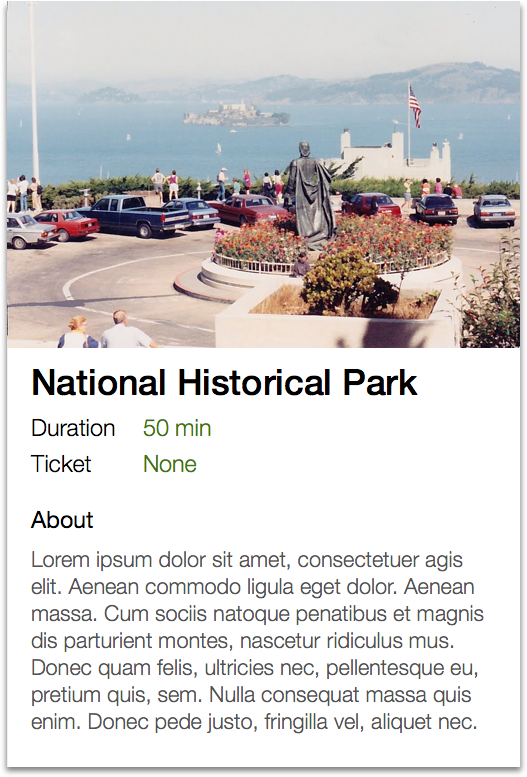 National Historical Park
Duration 50 min
Ticket None
About
Lorem ipsum dolor sit amet, consectetuer agis
elit. Aenean commodo ligula eget dolor. Aenean
massa. Cum sociis natoque penatibus et magnis
dis parturient montes, nascetur ridiculus mus.
Donec quam felis, ultricies nec, pellentesque eu,
pretium quis, sem. Nulla consequat massa quis
enim. Donec pede justo, fringilla vel, aliquet nec.